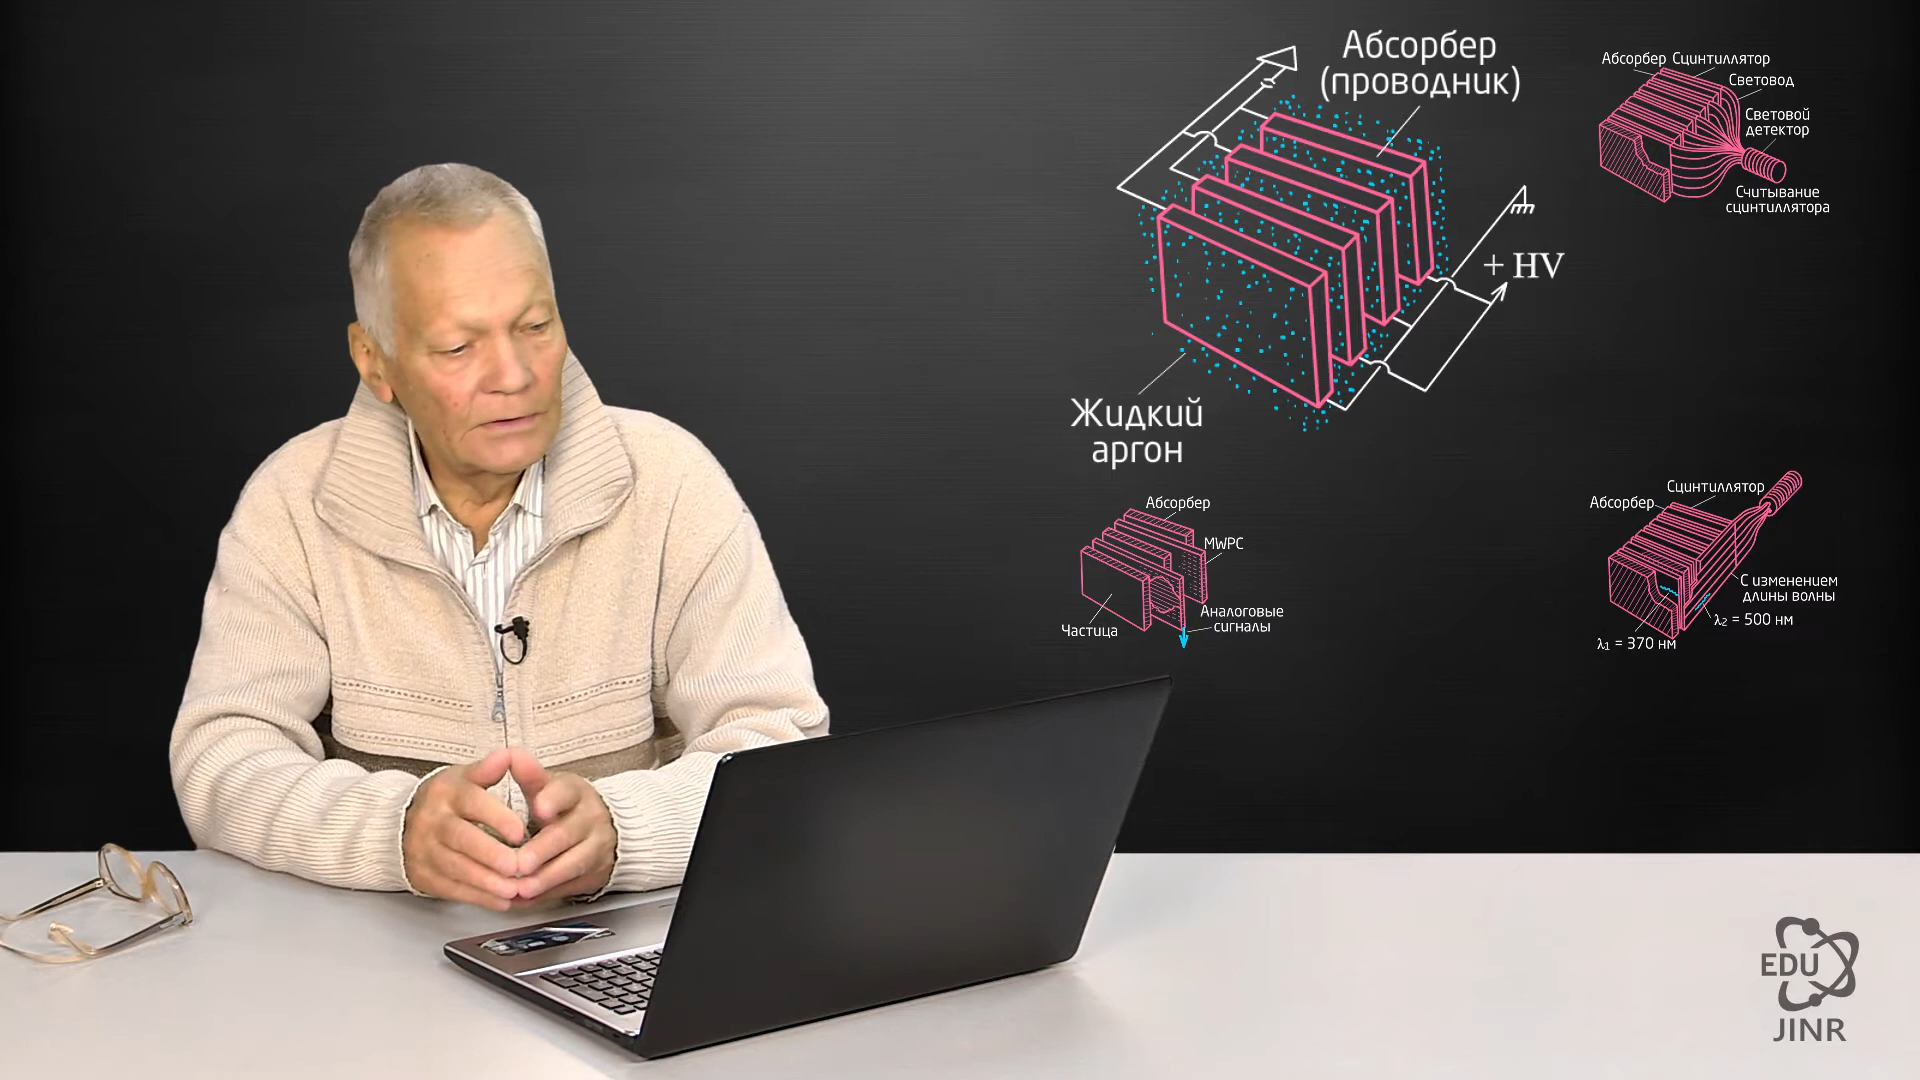 Абсорбер
(проводник)
+ HV
Жидкий
аргон
Абсорбер Сцинтиллятор
Световод
Световой
детектор
Считывание
сцинтиллятора
Абсорбер
MWPC
Аналоговые
сигналы
Частица
Сцинтиллятор
Абсорбер
С изменением
длины волны
λ₂ = 500 нм
λ₁ = 370 нм
EDU
JINR